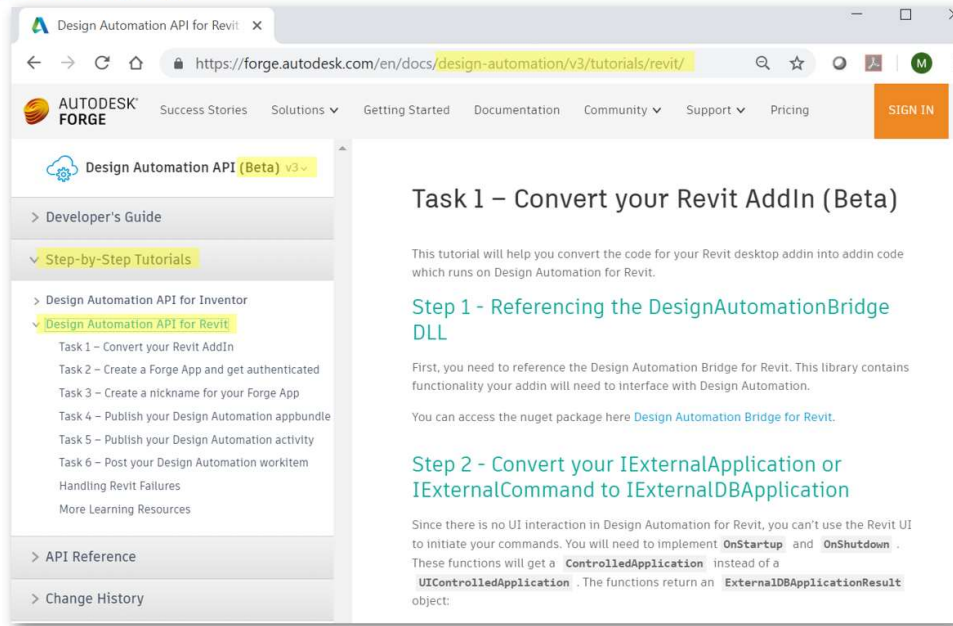 Design Automation API for Revit
https://forge.autodesk.com/en/docs/design-automation/v3/tutorials/revit/
M
AUTODESK®
FORGE
Success Stories Solutions Getting Started Documentation Community Support Pricing SIGN IN
Design Automation API (Beta) v3
> Developer's Guide
Step-by-Step Tutorials
> Design Automation API for Inventor
Design Automation API for Revit
Task 1 – Convert your Revit AddIn
Task 2 – Create a Forge App and get authenticated
Task 3 – Create a nickname for your Forge App
Task 4 – Publish your Design Automation appbundle
Task 5 – Publish your Design Automation activity
Task 6 – Post your Design Automation workitem
Handling Revit Failures
More Learning Resources
> API Reference
> Change History
Task 1 – Convert your Revit AddIn (Beta)
This tutorial will help you convert the code for your Revit desktop addin into addin code
which runs on Design Automation for Revit.
Step 1 - Referencing the DesignAutomationBridge
DLL
First, you need to reference the Design Automation Bridge for Revit. This library contains
functionality your addin will need to interface with Design Automation.
You can access the nuget package here Design Automation Bridge for Revit.
Step 2 - Convert your IExternalApplication or
IExternalCommand to IExternalDBApplication
Since there is no UI interaction in Design Automation for Revit, you can't use the Revit UI
to initiate your commands. You will need to implement OnStartup and OnShutdown .
These functions will get a ControlledApplication instead of a
UIControlledApplication . The functions return an ExternalDBApplicationResult
object: